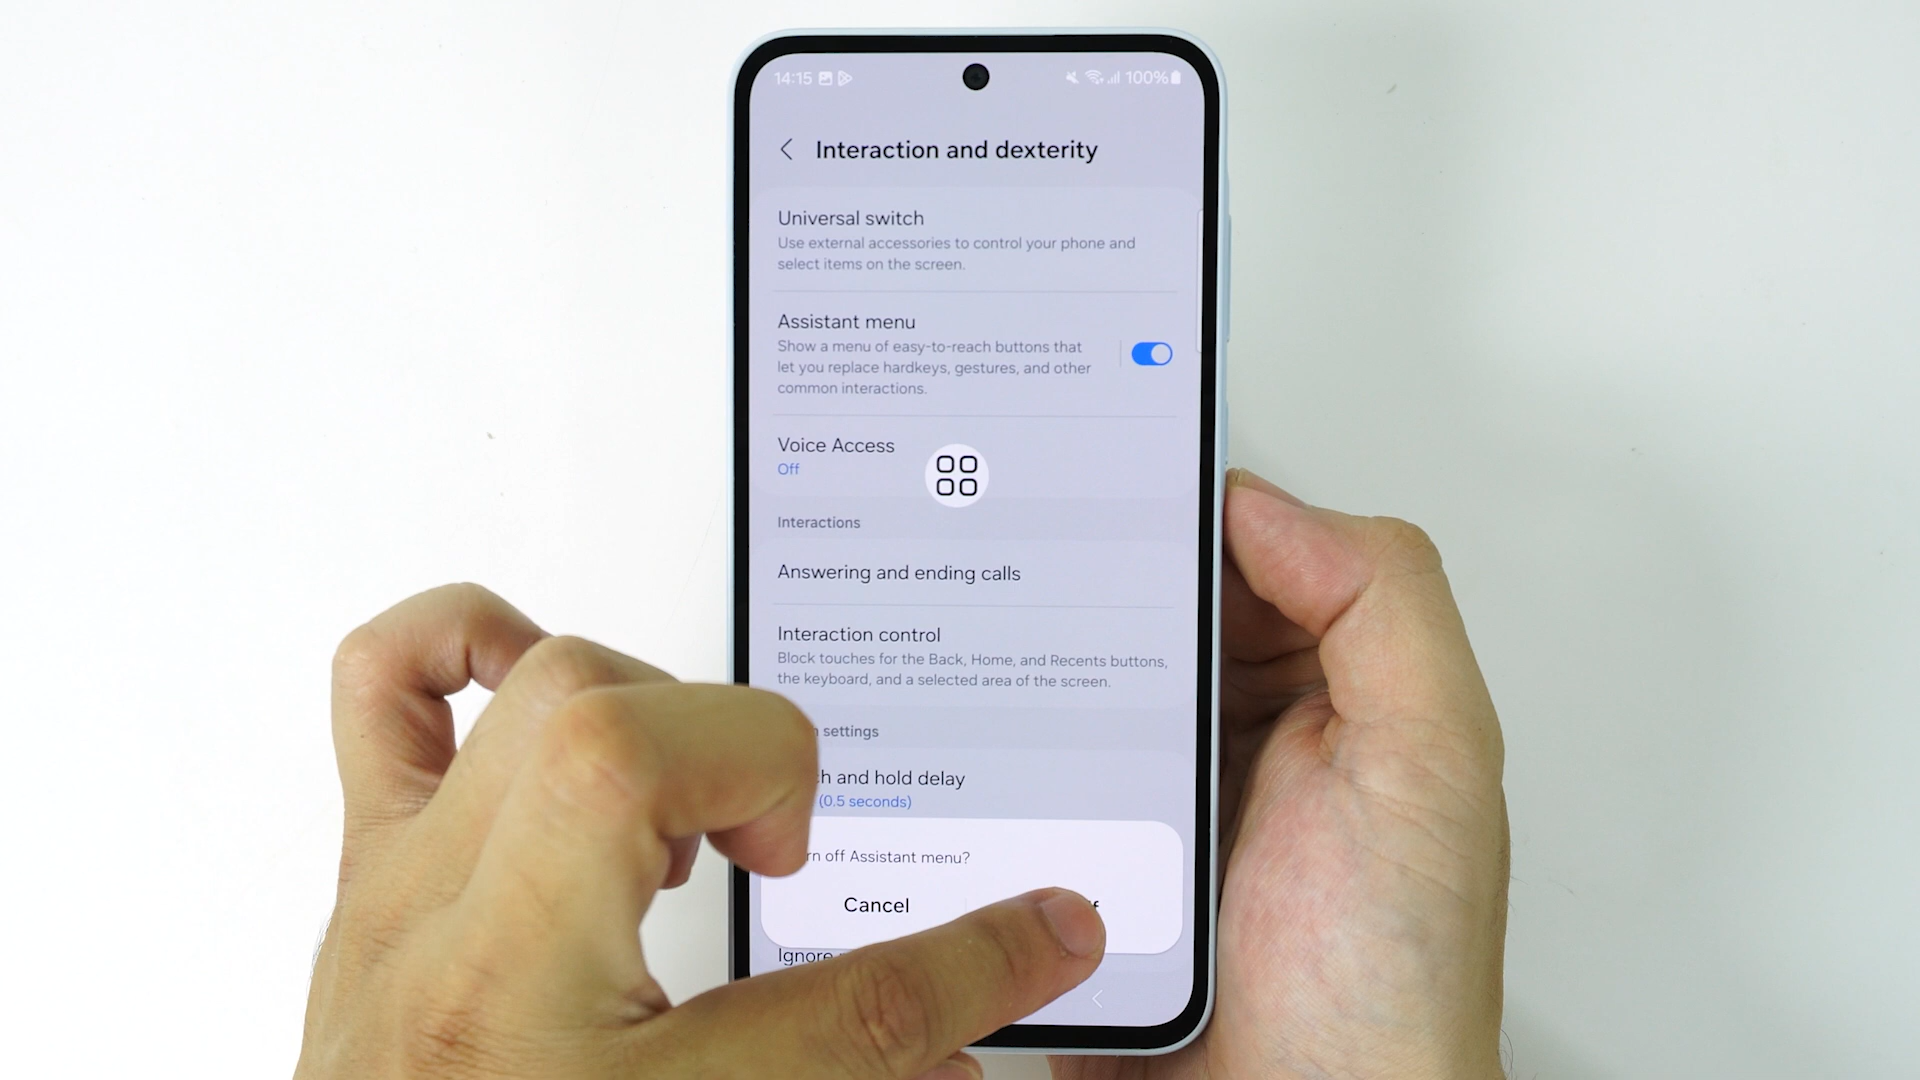 14:15 100%
Interaction and dexterity
Universal switch
Use external accessories to control your phone and
select items on the screen.
Assistant menu
Show a menu of easy-to-reach buttons that
let you replace hardkeys, gestures, and other
common interactions.
Voice Access
Off
Interactions
Answering and ending calls
Interaction control
Block touches for the Back, Home, and Recents buttons,
the keyboard, and a selected area of the screen.
settings
and hold delay
(0.5 seconds)
off Assistant menu?
Cancel
Ignore